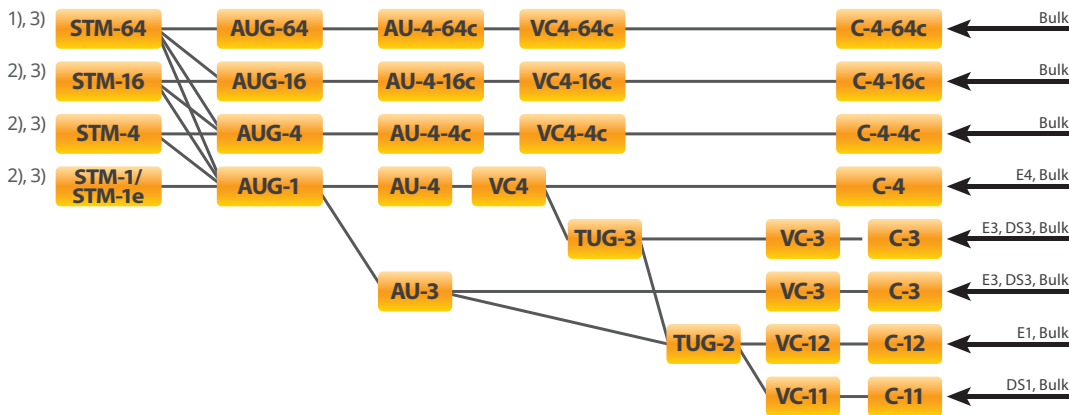 1), 3) STM-64 AUG-64 AU-4-64c VC4-64c C-4-64c Bulk
2), 3) STM-16 AUG-16 AU-4-16c VC4-16c C-4-16c Bulk
2), 3) STM-4 AUG-4 AU-4-4c VC4-4c C-4-4c Bulk
2), 3) STM-1/ STM-1e AUG-1 AU-4 VC4 C-4 E4, Bulk
TUG-3 VC-3 C-3 E3, DS3, Bulk
AU-3 VC-3 C-3 E3, DS3, Bulk
TUG-2 VC-12 C-12 E1, Bulk
VC-11 C-11 DS1, Bulk